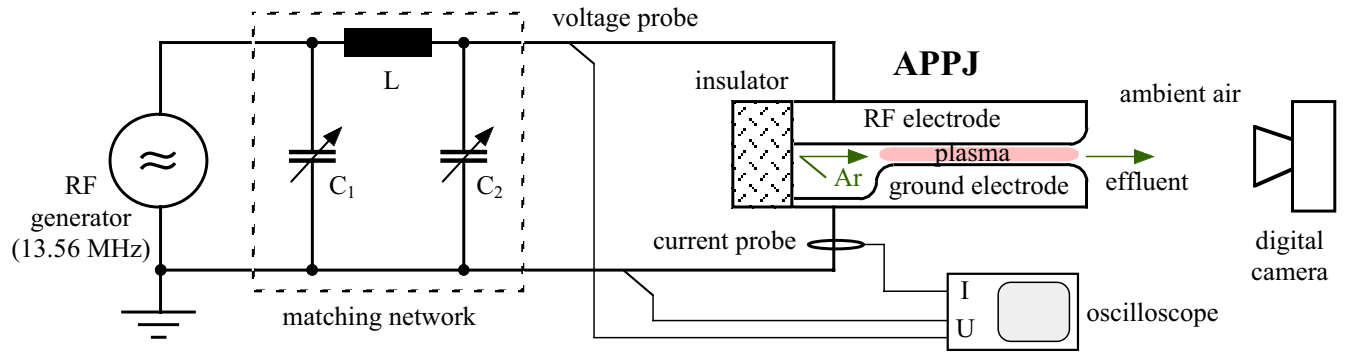 voltage probe
APPJ
insulator
ambient air
L
RF electrode
plasma
Ar
ground electrode
effluent
≈
C1
C2
RF
generator
(13.56 MHz)
current probe
digital
camera
I
U
oscilloscope
matching network